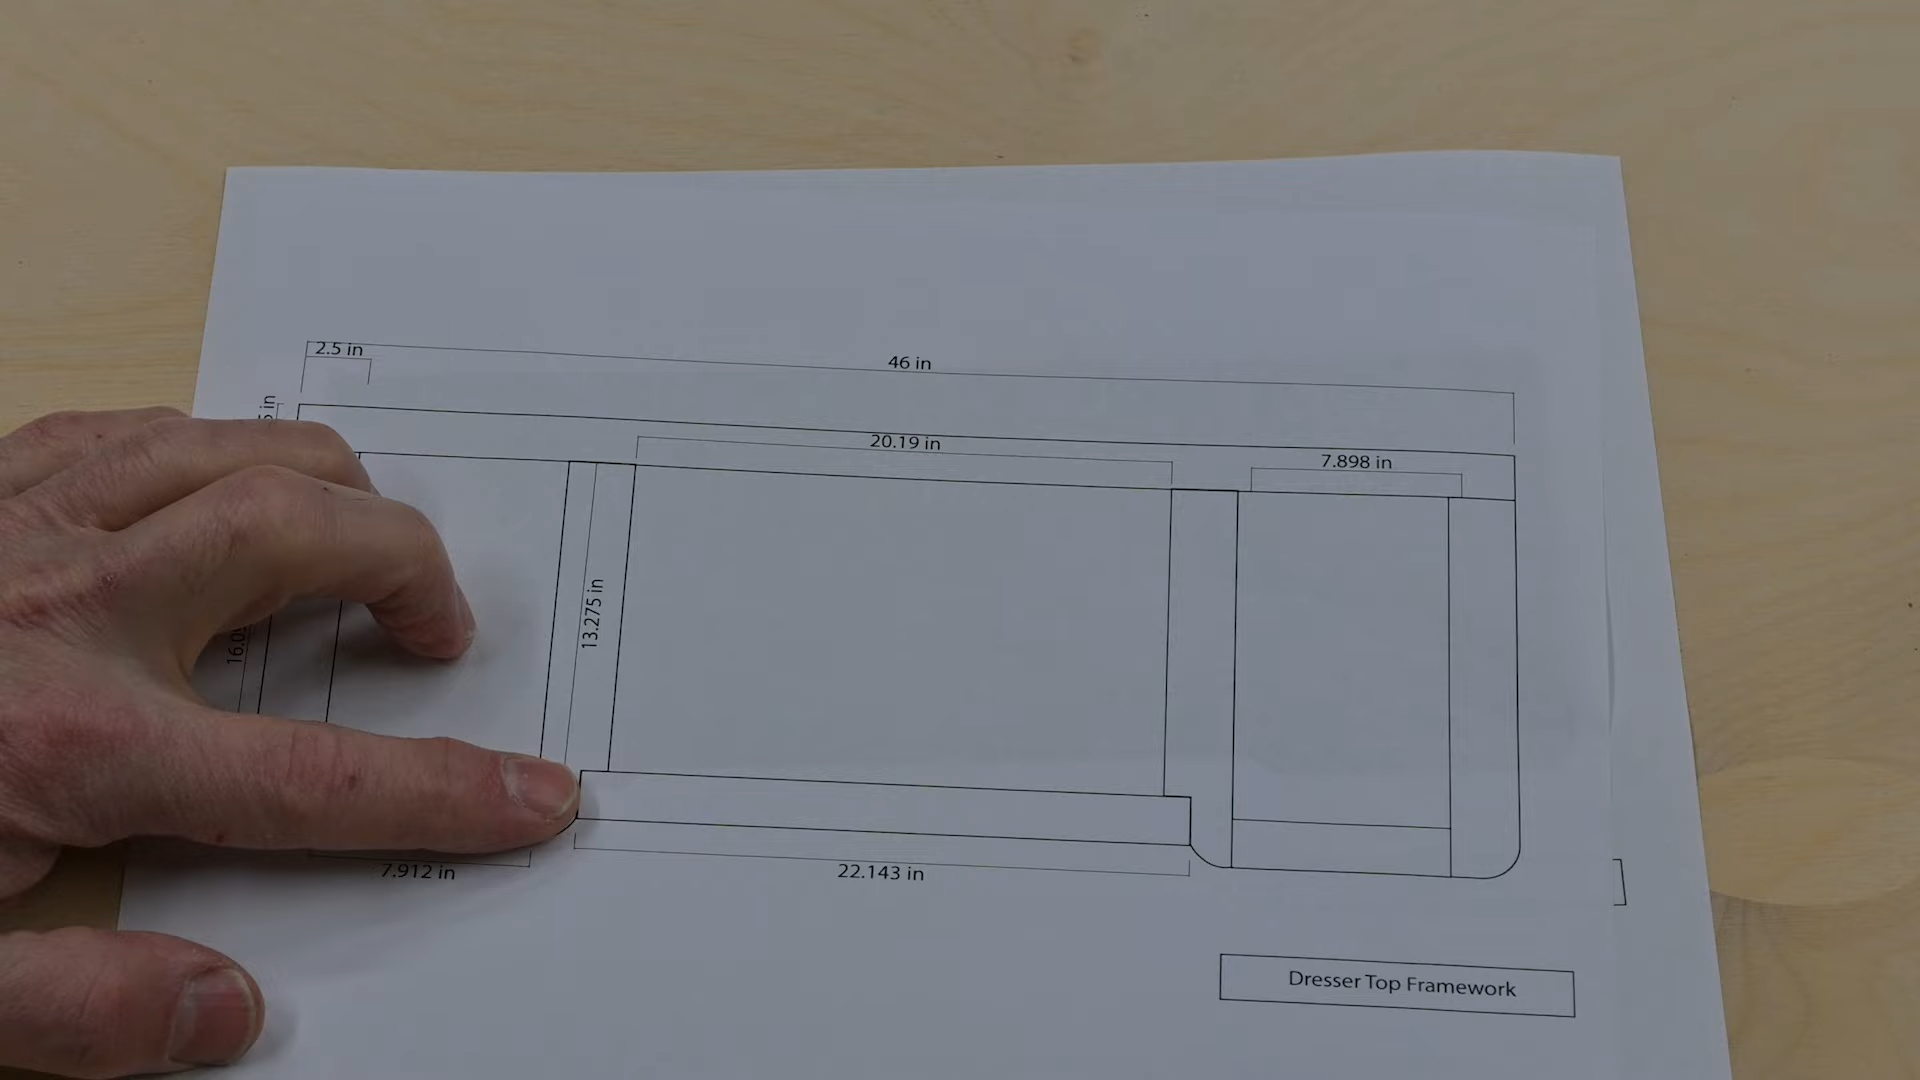 2.5 in
46 in
20.19 in
7.898 in
13.275 in
7.912 in
22.143 in
Dresser Top Framework